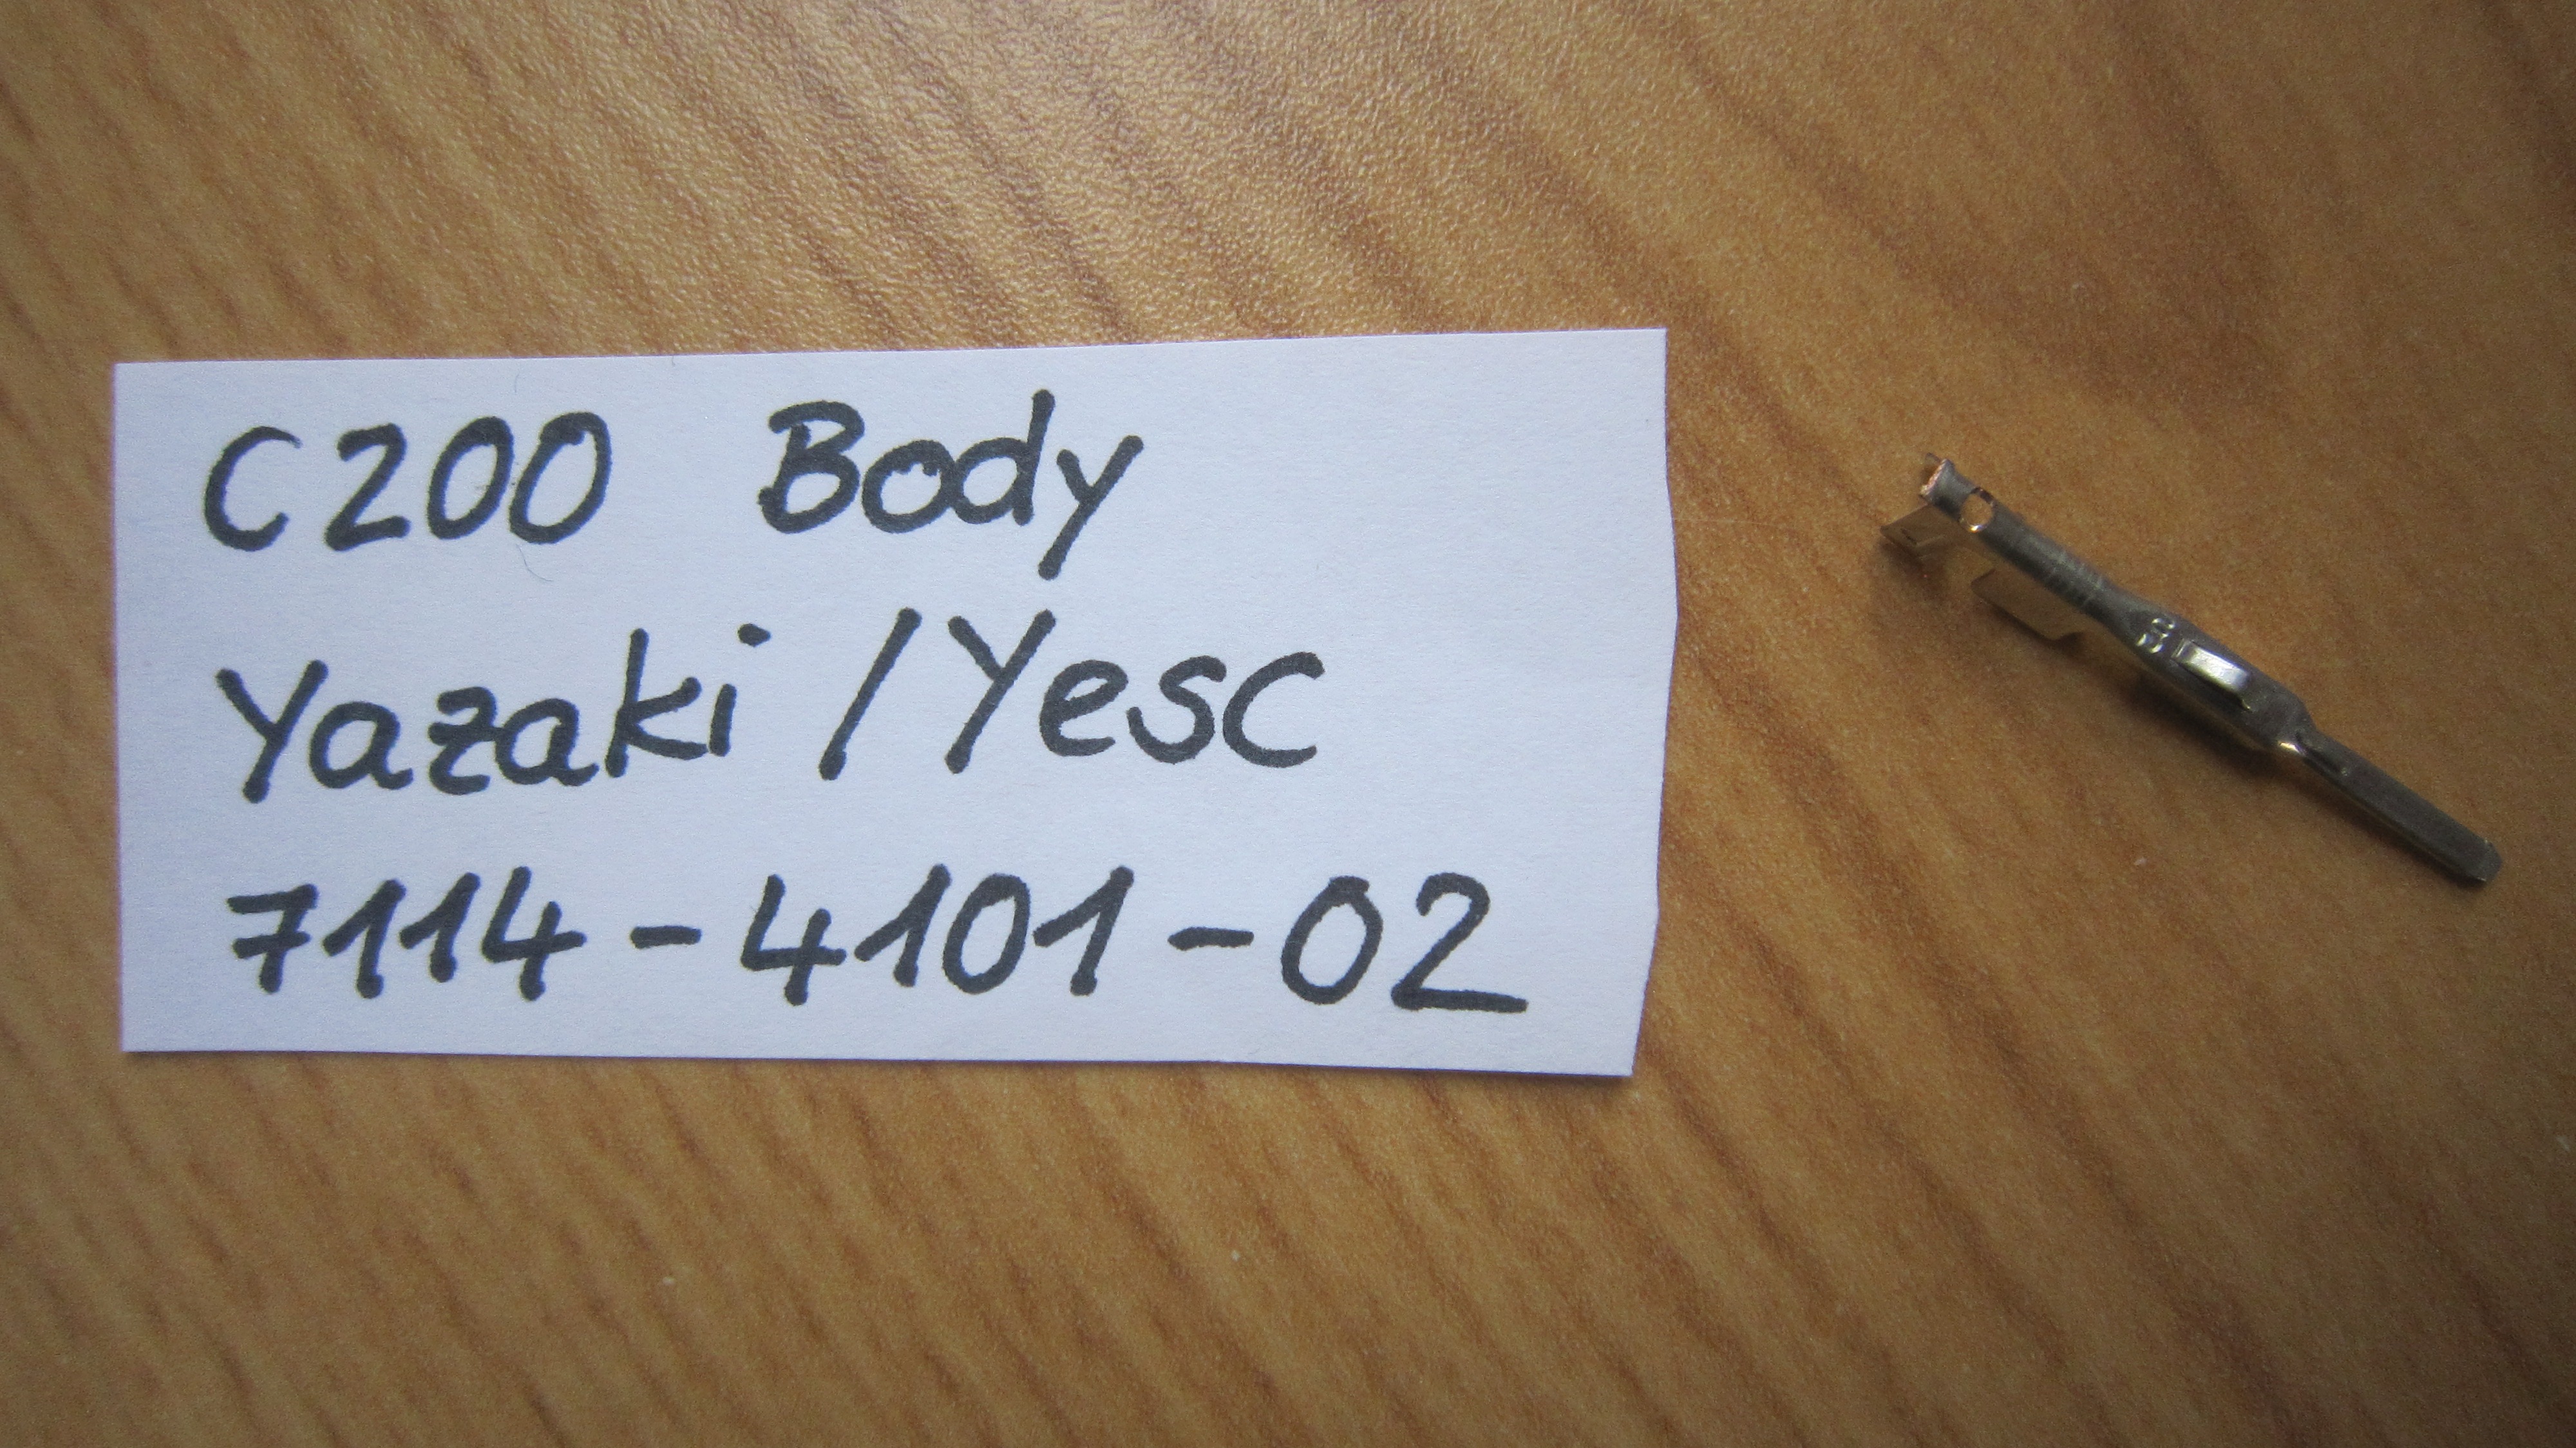 C200 Body
Yazaki / Yesc
7114-4101-02